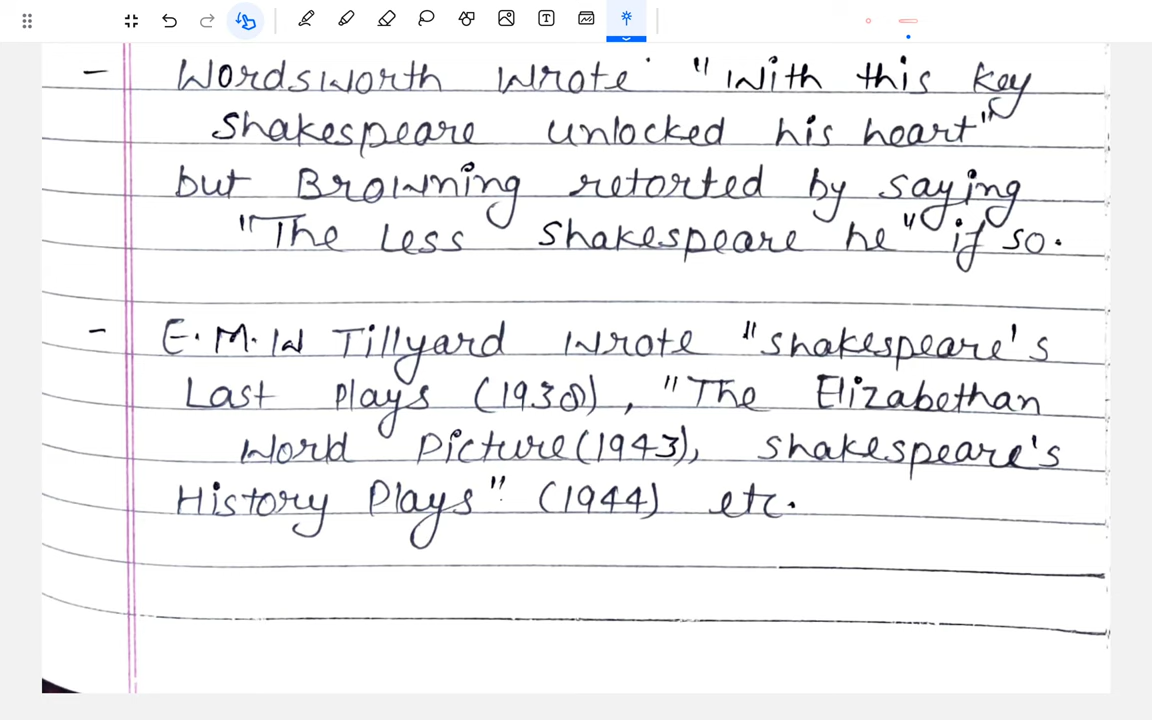 - Wordsworth wrote "With this key
Shakespeare unlocked his heart"
but Browning retorted by saying
"The Less Shakespeare he" if so.
- E.M.W Tillyard wrote "Shakespeare's
Last Plays (1938), "The Elizabethan
World Picture (1943), Shakespeare's
History Plays" (1944) etc.